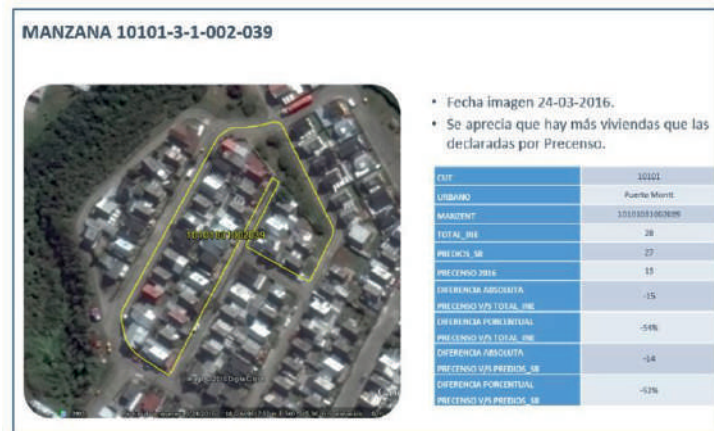 MANZANA 10101-3-1-002-039
• Fecha imagen 24-03-2016.
• Se aprecia que hay más viviendas que las
declaradas por Precenso.
CUT 10101
URBANO Puerto Montt
MANZENT
TOTAL_INE 28
PREDIOS_SII 27
PRECENSO 2016 13
DIFERENCIA ABSOLUTA
PRECENSO V/S TOTAL_INE
-15
DIFERENCIA PORCENTUAL
PRECENSO V/S TOTAL_INE
-54%
DIFERENCIA ABSOLUTA
PRECENSO V/S PREDIOS_SII
-14
DIFERENCIA PORCENTUAL
PRECENSO V/S PREDIOS_SII
-52%